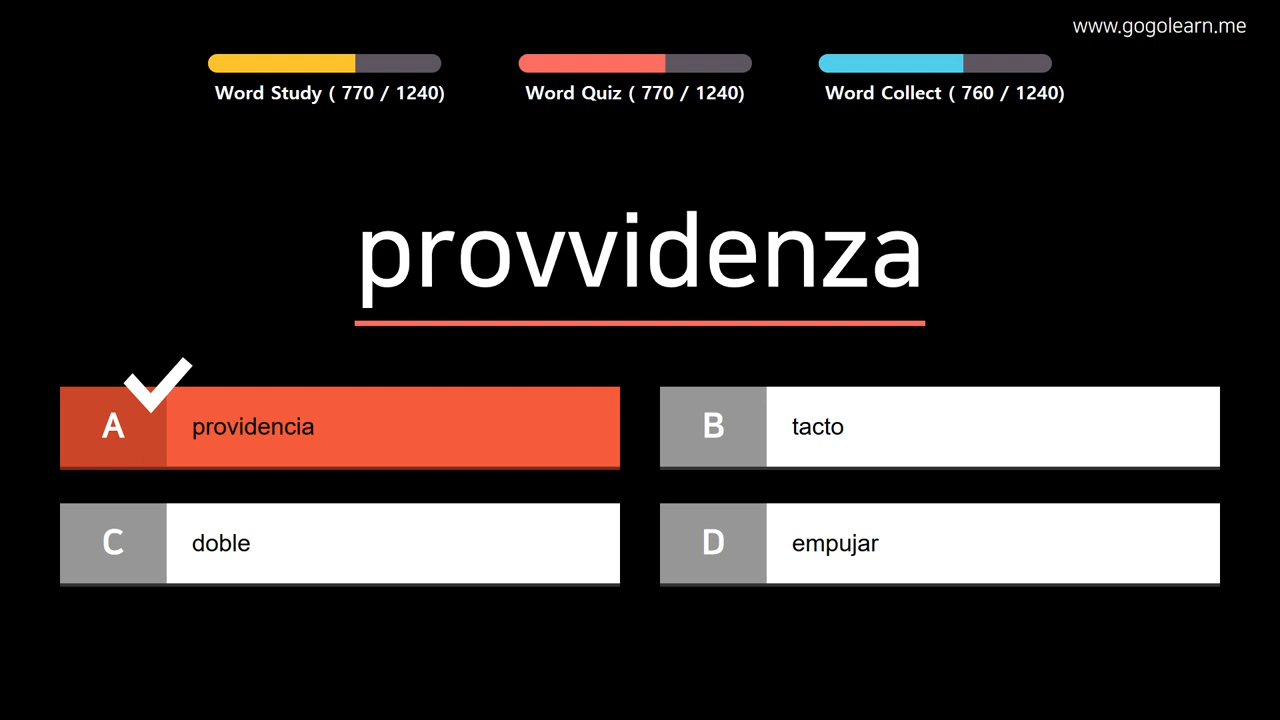 www.gogolearn.me
Word Study ( 770 / 1240)
Word Quiz ( 770 / 1240)
Word Collect ( 760 / 1240)
provvidenza
A providencia
B tacto
C doble
D empujar